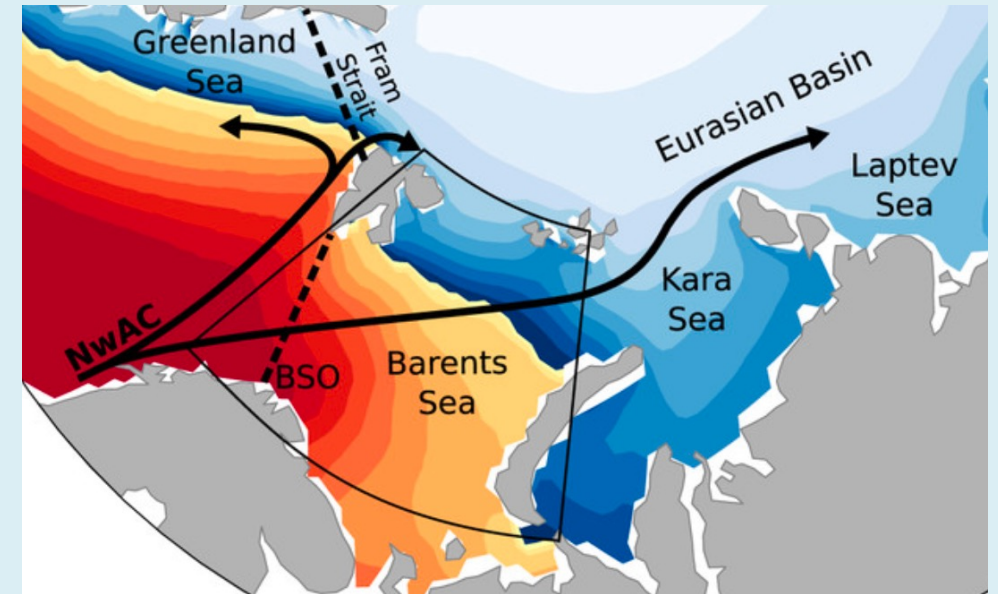 Greenland
Sea
Fram
Strait
Eurasian Basin
Laptev
Sea
Kara
Sea
NwAC
BSO
Barents
Sea